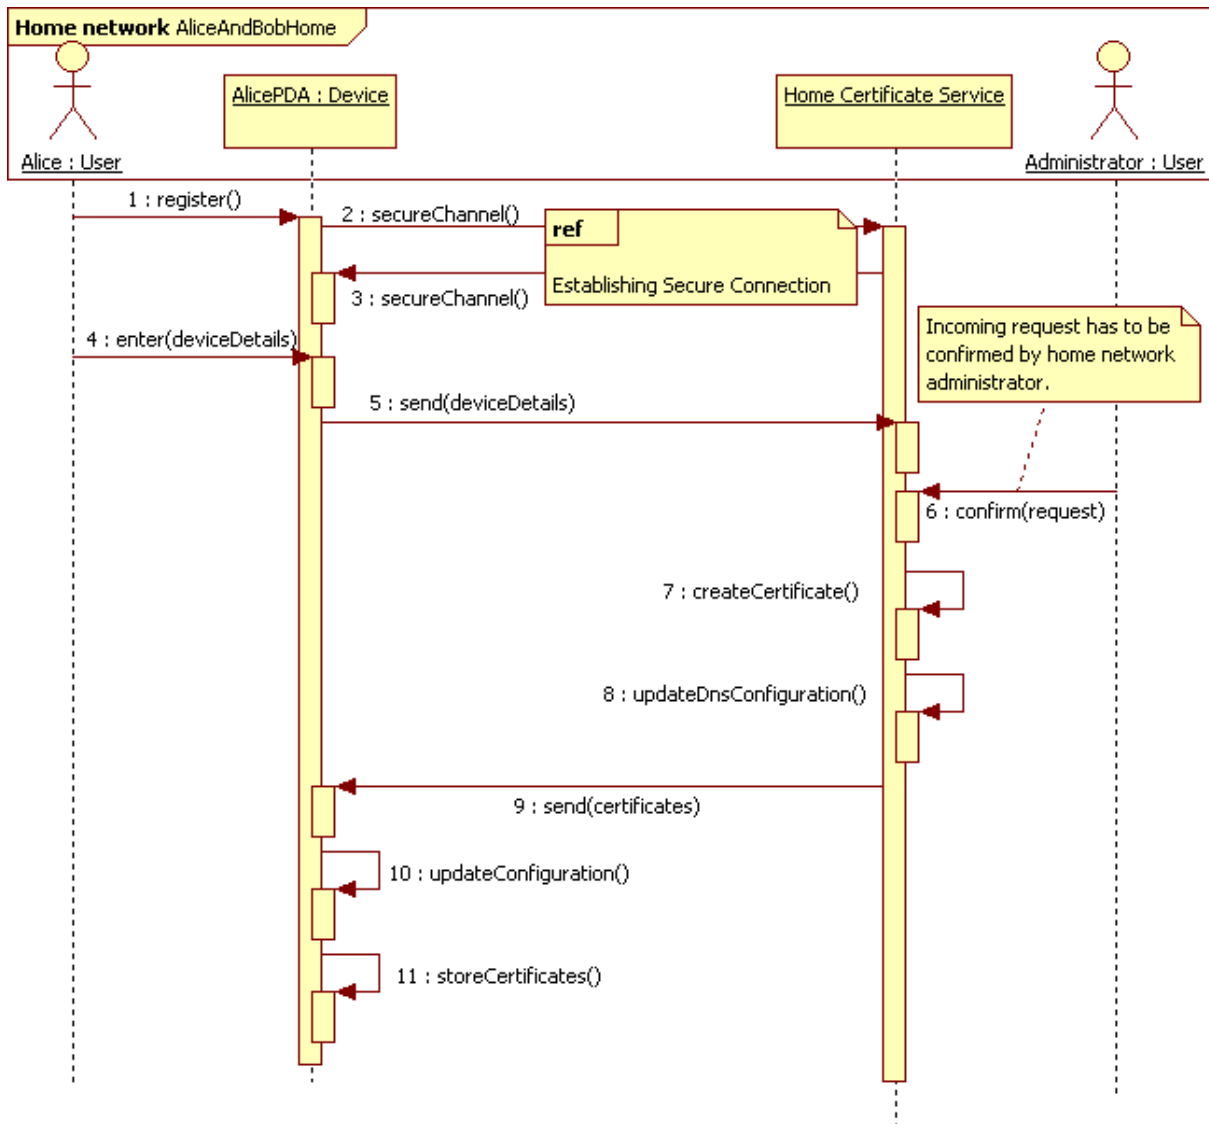 Home network AliceAndBobHome
AlicePDA : Device
Home Certificate Service
Alice : User
Administrator : User
1 : register()
2 : secureChannel()
ref
Establishing Secure Connection
3 : secureChannel()
Incoming request has to be
confirmed by home network
administrator.
4 : enter(deviceDetails)
5 : send(deviceDetails)
6 : confirm(request)
7 : createCertificate()
8 : updateDnsConfiguration()
9 : send(certificates)
10 : updateConfiguration()
11 : storeCertificates()